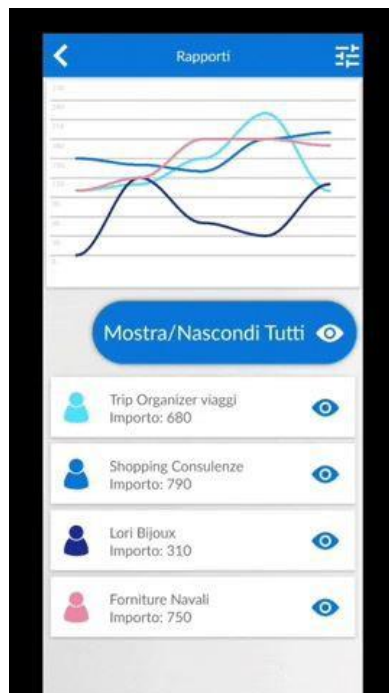 Rapporti
Mostra/Nascondi Tutti
Trip Organizer viaggi
Importo: 680
Shopping Consulenze
Importo: 790
Lori Bijoux
Importo: 310
Forniture Navali
Importo: 750